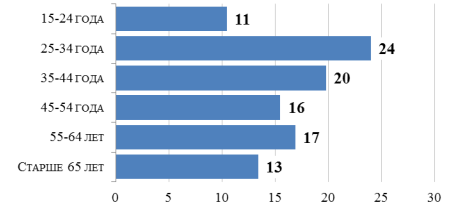 15-24 ГОДА 11
25-34 ГОДА 24
35-44 ГОДА 20
45-54 ГОДА 16
55-64 ЛЕТ 17
СТАРШЕ 65 ЛЕТ 13
0 5 10 15 20 25 30